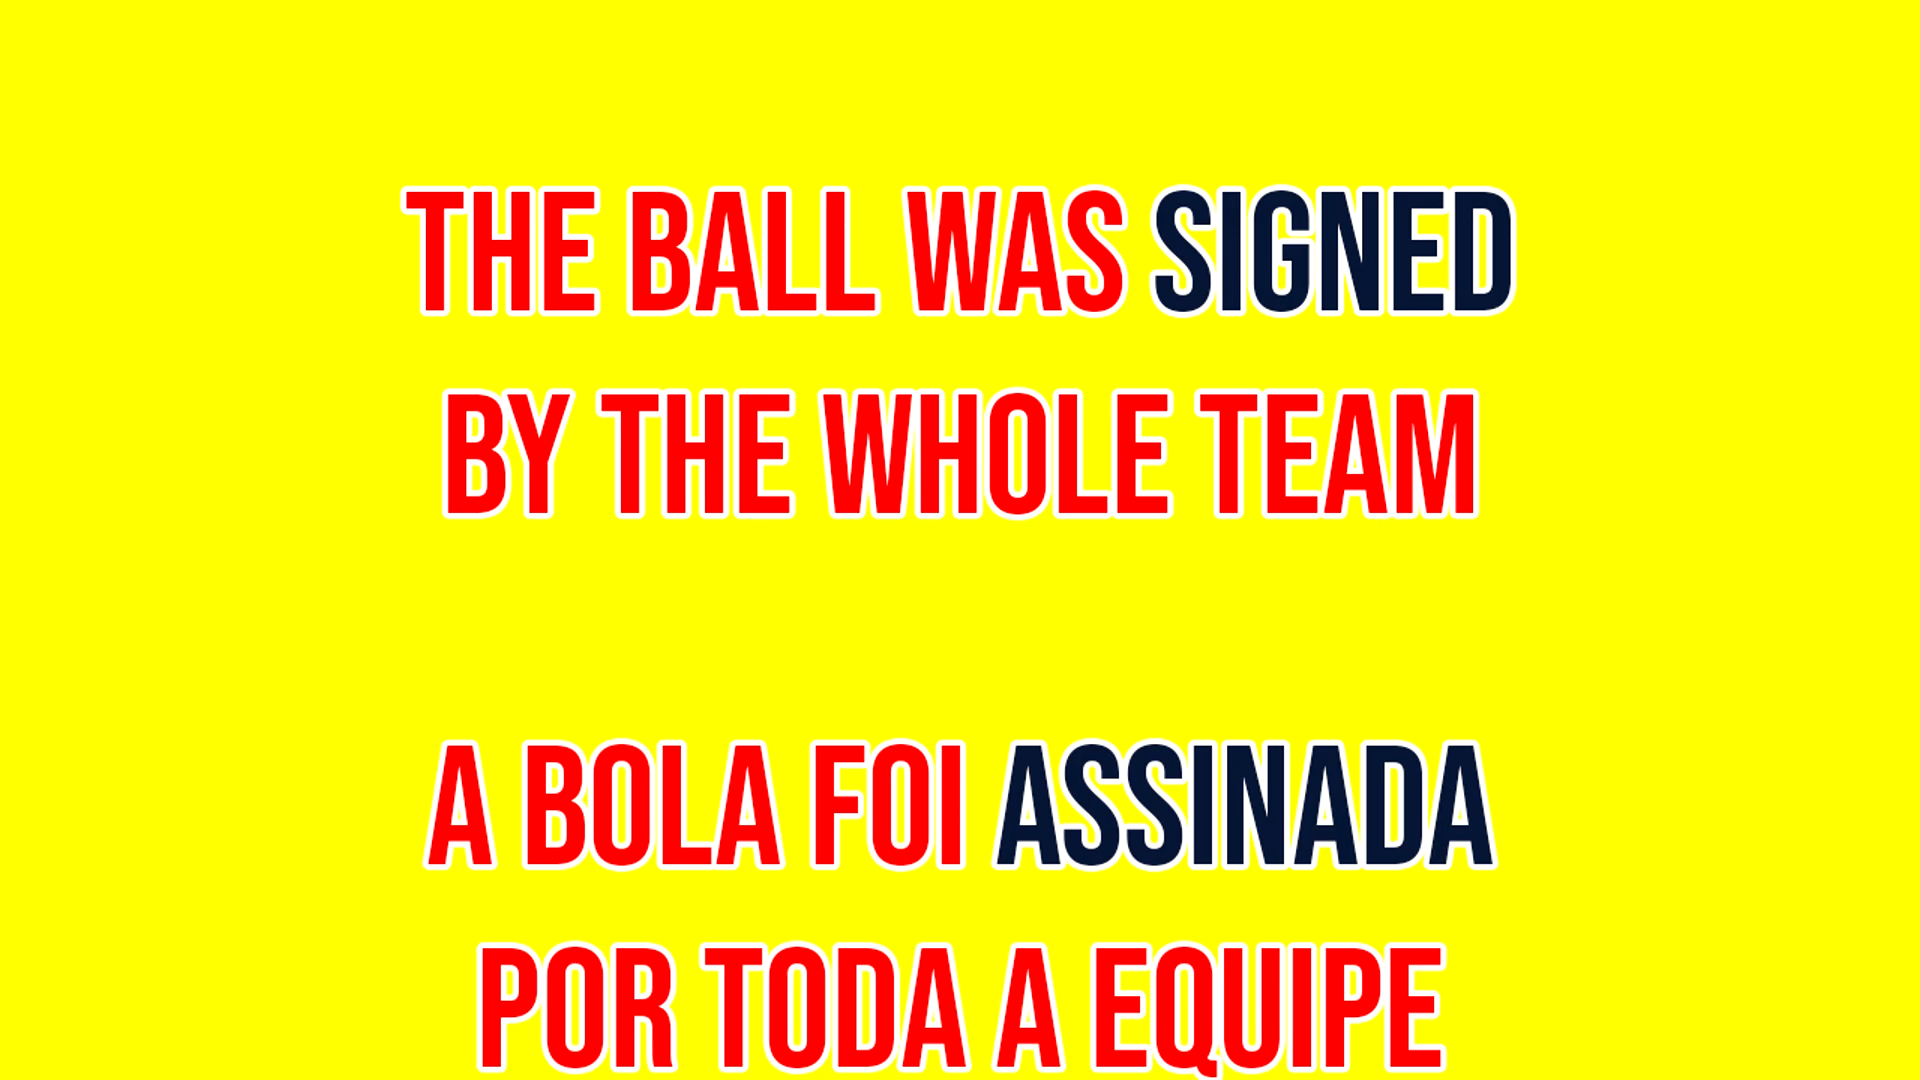 THE BALL WAS SIGNED
BY THE WHOLE TEAM
A BOLA FOI ASSINADA
POR TODA A EQUIPE